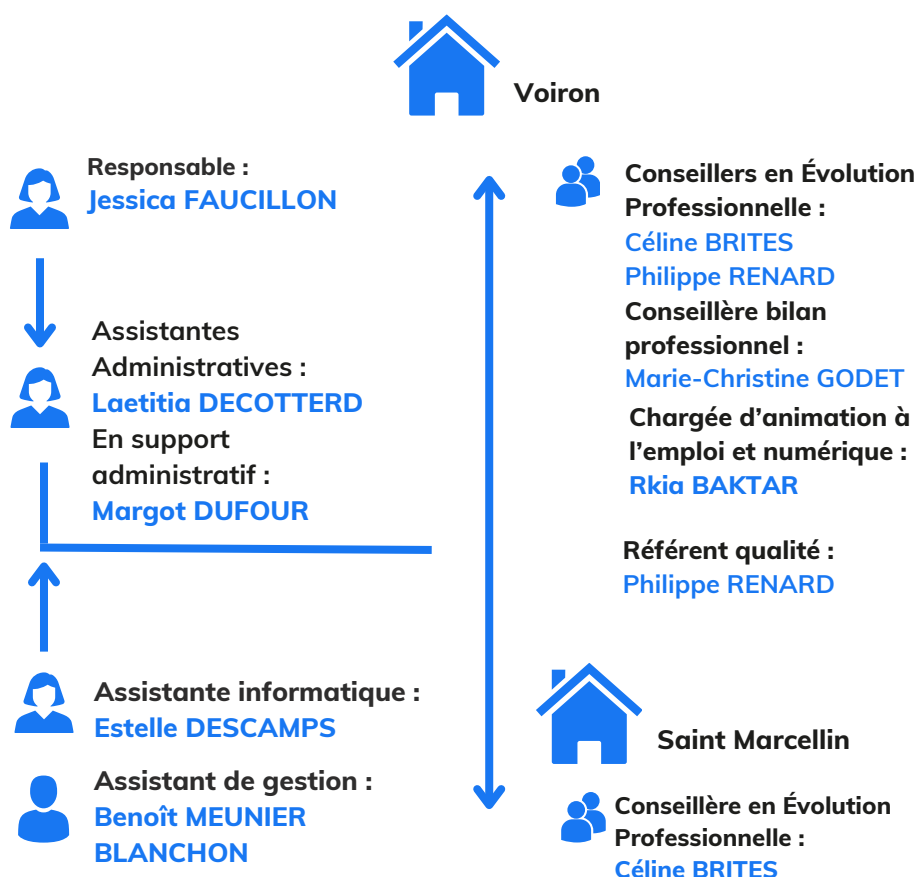 Voiron
Responsable :
Jessica FAUCILLON
Assistantes
Administratives :
Laetitia DECOTTERD
En support
administratif :
Margot DUFOUR
Assistante informatique :
Estelle DESCAMPS
Assistant de gestion :
Benoît MEUNIER
BLANCHON
Conseillers en Évolution
Professionnelle :
Céline BRITES
Philippe RENARD
Conseillère bilan
professionnel :
Marie-Christine GODET
Chargée d’animation à
l’emploi et numérique :
Rkia BAKTAR
Référent qualité :
Philippe RENARD
Saint Marcellin
Conseillère en Évolution
Professionnelle :
Céline BRITES